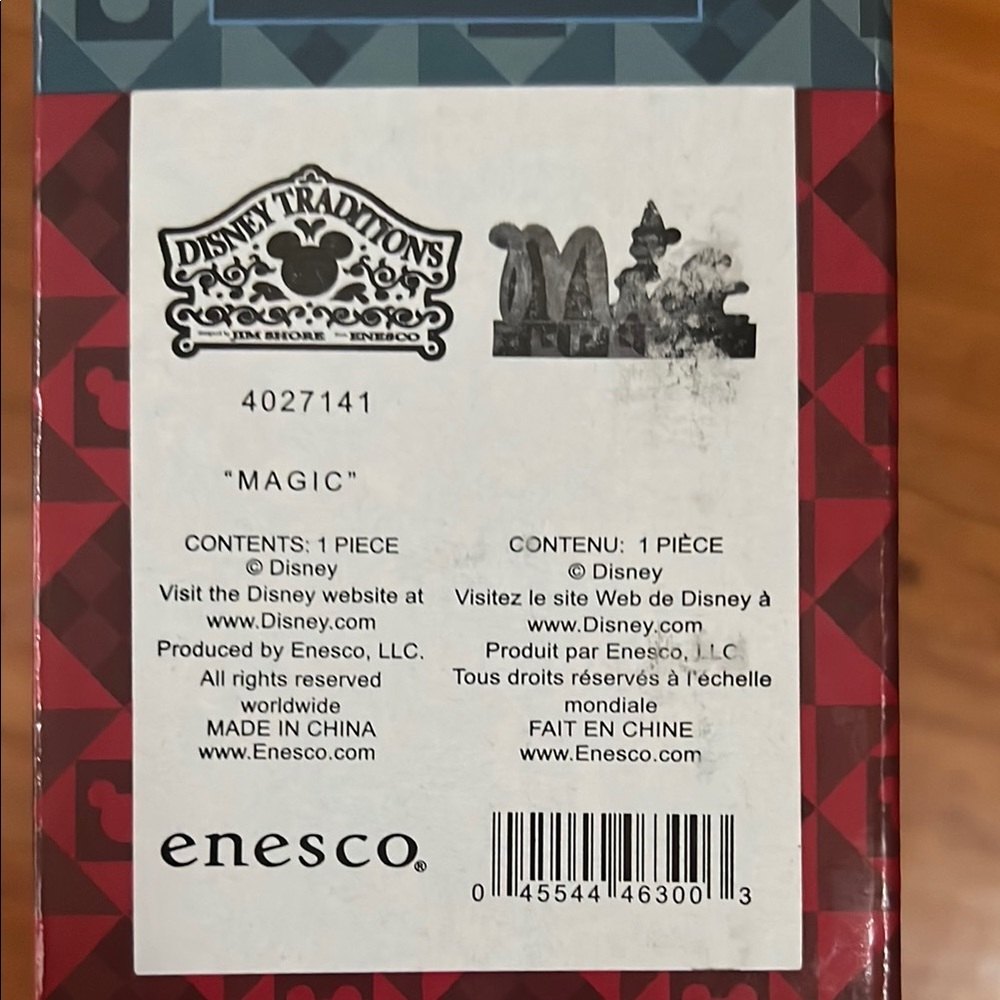 DISNEY TRADITIONS
JIM SHORE ENESCO
4027141
"MAGIC"
CONTENTS: 1 PIECE
© Disney
Visit the Disney website at
www.Disney.com
Produced by Enesco, LLC.
All rights reserved
worldwide
MADE IN CHINA
www.Enesco.com
CONTENU: 1 PIÈCE
© Disney
Visitez le site Web de Disney à
www.Disney.com
Produit par Enesco, LLC.
Tous droits réservés à l'échelle
mondiale
FAIT EN CHINE
www.Enesco.com
enesco®
0 45544 46300 3